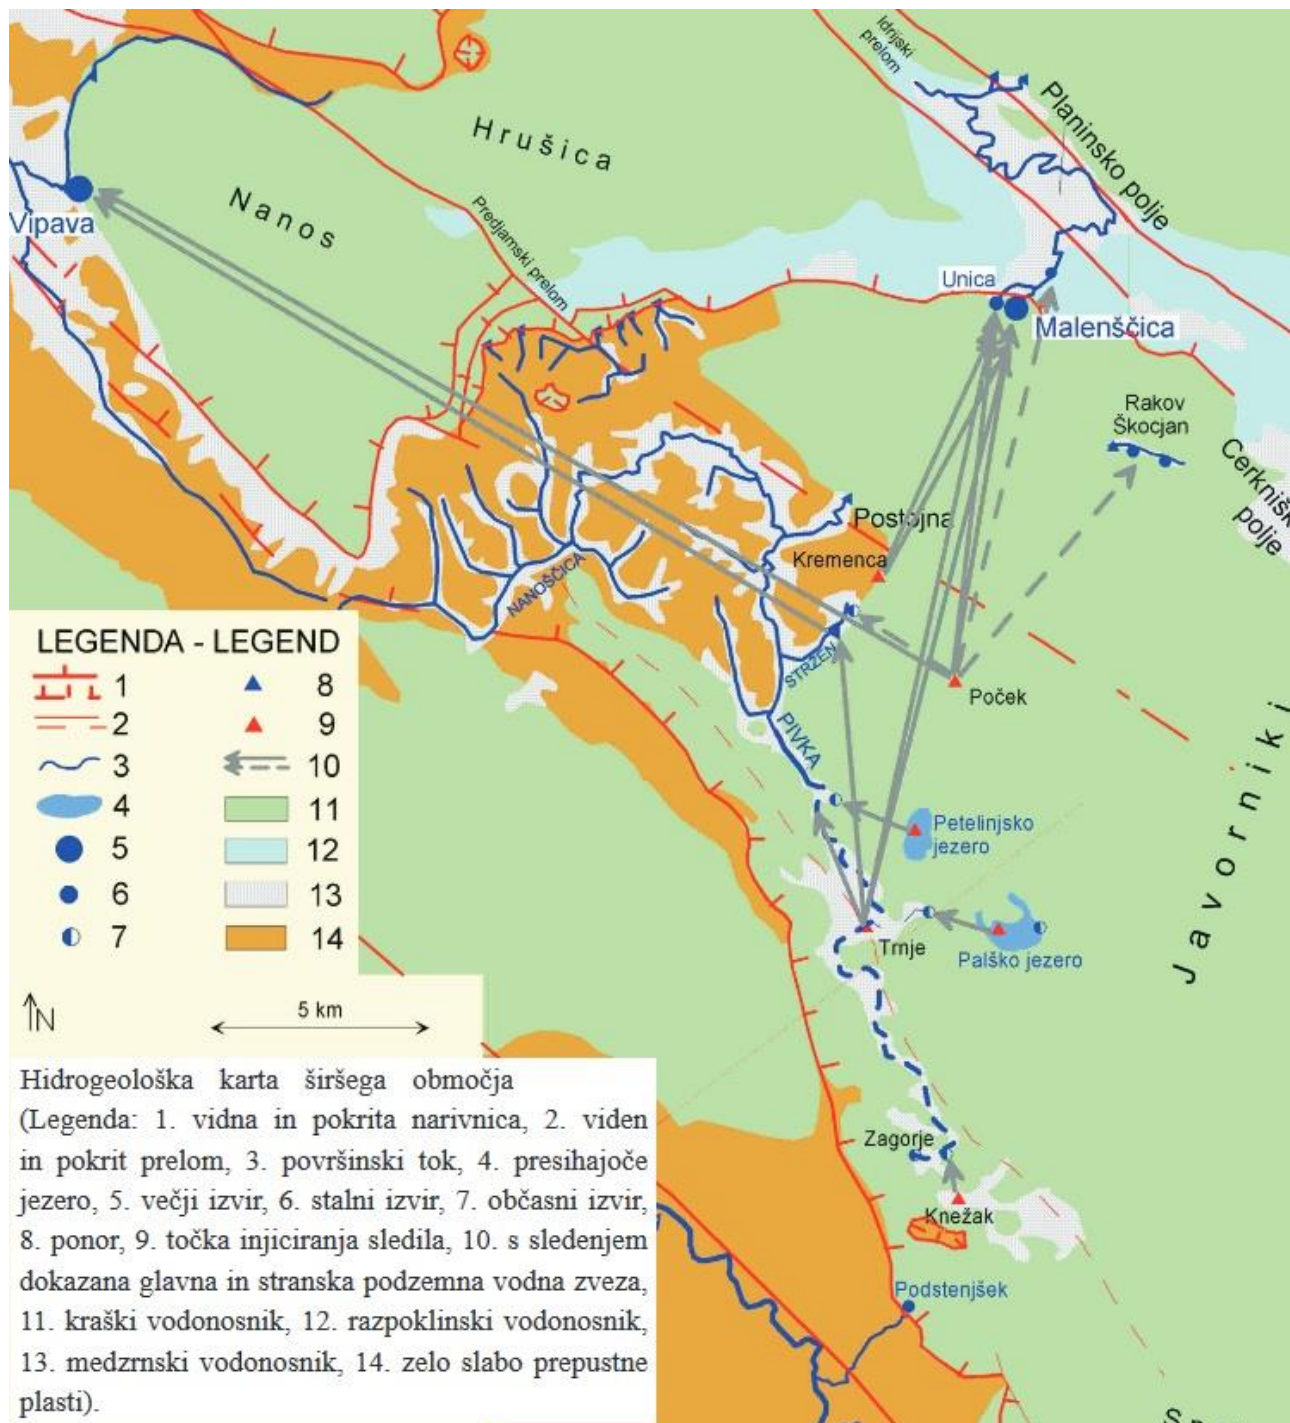 Idrijski
prelom
Planinsko polje
Hrušica
Nanos
Predjamski prelom
Vipava
Unica
Malenščica
Rakov
Škocjan
Cerkniško
polje
Postojna
Kremenca
NANOŠČICA
STRŽEN
Poček
PIVKA
Javorniki
Petelinjsko
jezero
Trnje
Palško jezero
Zagorje
Knežak
Podstenjšek
LEGENDA - LEGEND
1
2
3
4
5
6
7
8
9
10
11
12
13
14
N
5 km
Hidrogeološka karta širšega območja
(Legenda: 1. vidna in pokrita narivnica, 2. viden
in pokrit prelom, 3. površinski tok, 4. presihajoče
jezero, 5. večji izvir, 6. stalni izvir, 7. občasni izvir,
8. ponor, 9. točka injiciranja sledila, 10. s sledenjem
dokazana glavna in stranska podzemna vodna zveza,
11. kraški vodonosnik, 12. razpoklinski vodonosnik,
13. medzrnski vodonosnik, 14. zelo slabo prepustne
plasti).